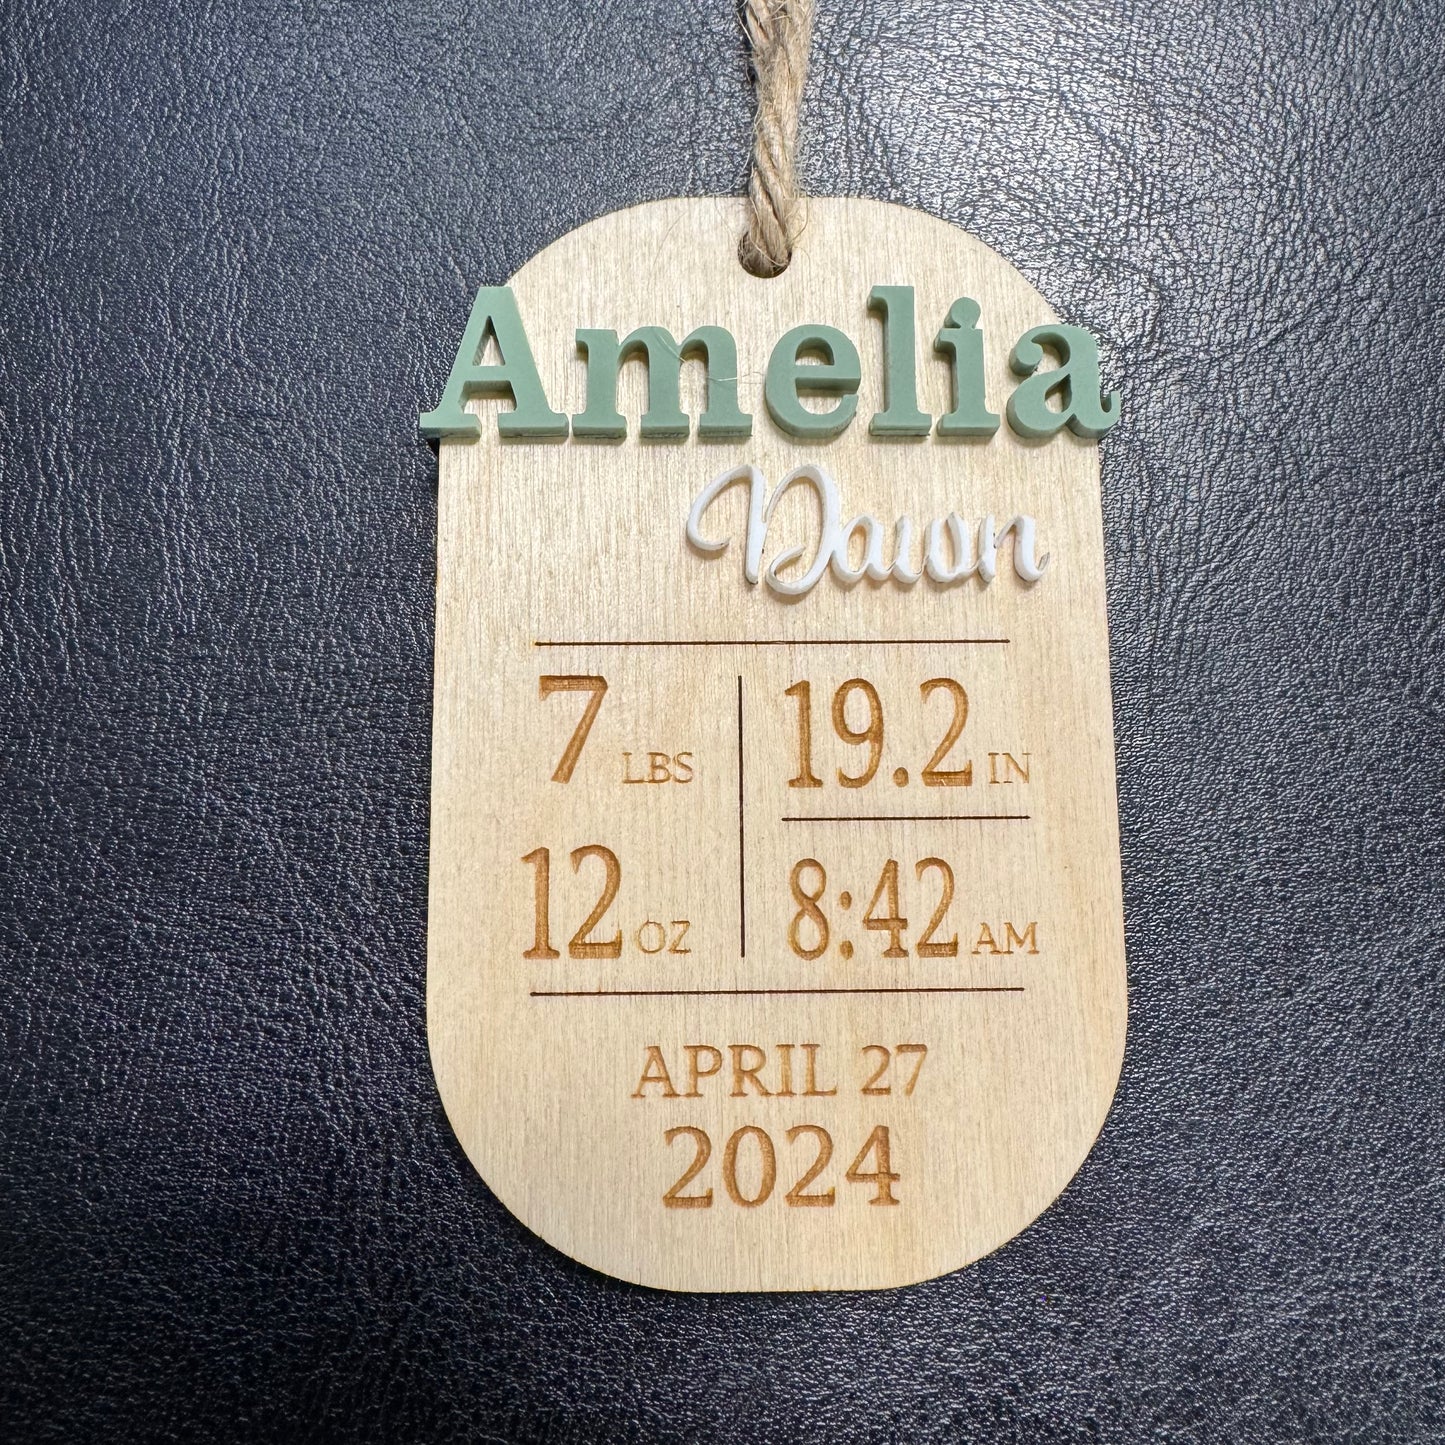 Amelia
Dawn
7 LBS
12 OZ
19.2 IN
8:42 AM
APRIL 27
2024